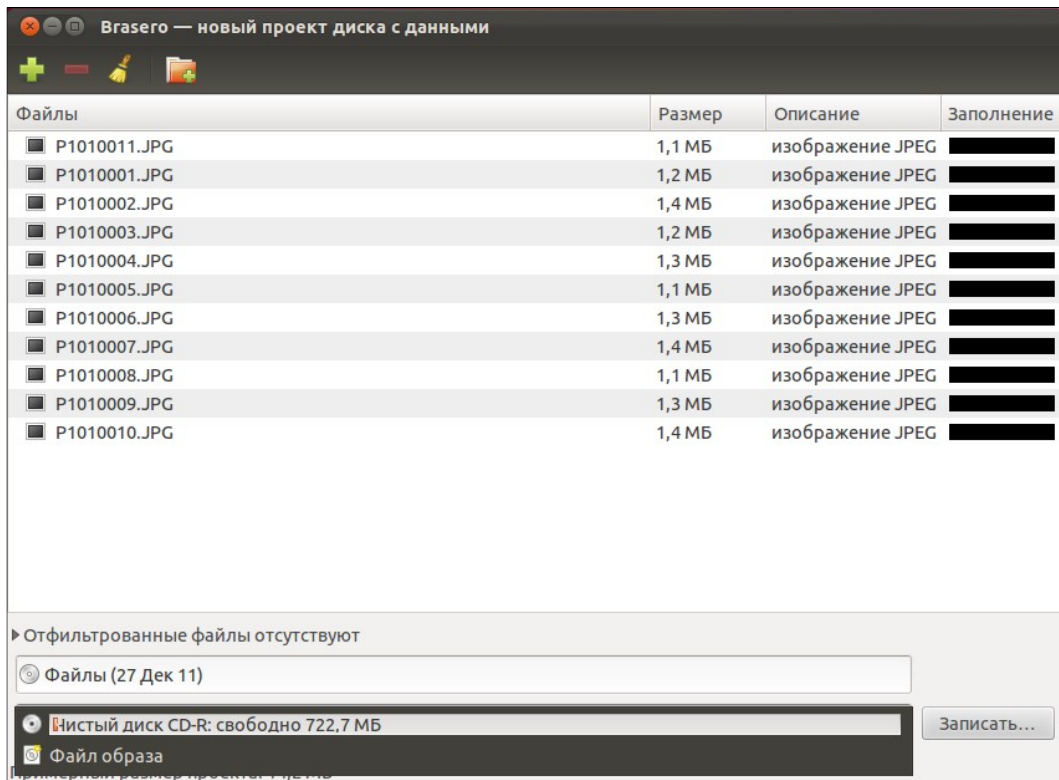 Brasero — новый проект диска с данными
Файлы Размер Описание Заполнение
P1010011.JPG 1,1 МБ изображение JPEG
P1010001.JPG 1,2 МБ изображение JPEG
P1010002.JPG 1,4 МБ изображение JPEG
P1010003.JPG 1,2 МБ изображение JPEG
P1010004.JPG 1,3 МБ изображение JPEG
P1010005.JPG 1,1 МБ изображение JPEG
P1010006.JPG 1,3 МБ изображение JPEG
P1010007.JPG 1,4 МБ изображение JPEG
P1010008.JPG 1,1 МБ изображение JPEG
P1010009.JPG 1,3 МБ изображение JPEG
P1010010.JPG 1,4 МБ изображение JPEG
Отфильтрованные файлы отсутствуют
Файлы (27 Дек 11)
Чистый диск CD-R: свободно 722,7 МБ
Записать...
Файл образа